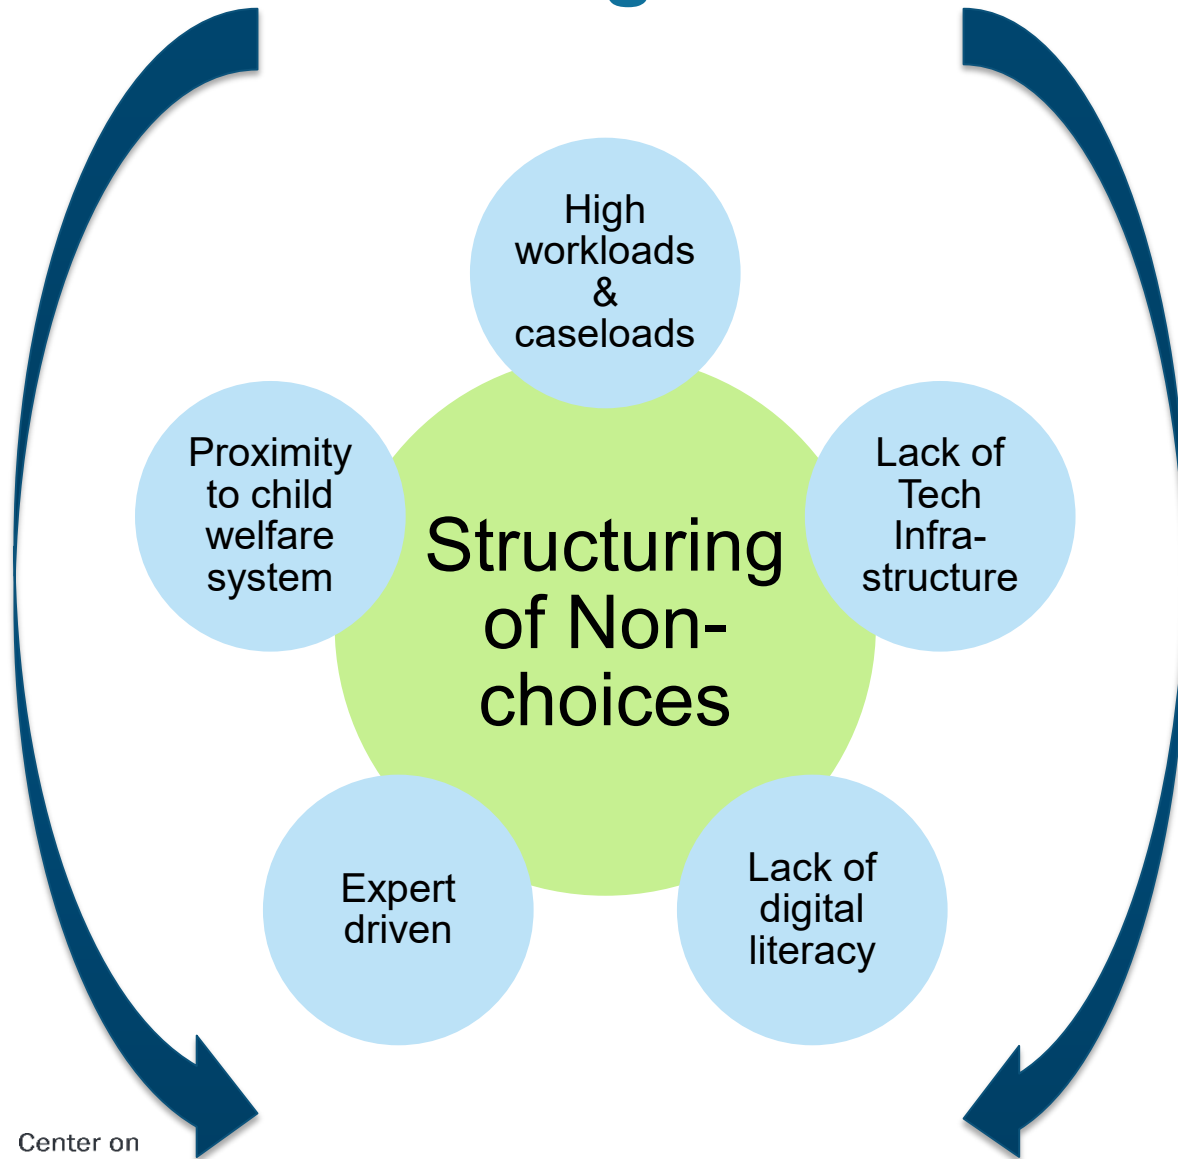 High
workloads
&
caseloads
Proximity
to child
welfare
system
Lack of
Tech
Infra-
structure
Structuring
of Non-
choices
Expert
driven
Lack of
digital
literacy
Center on